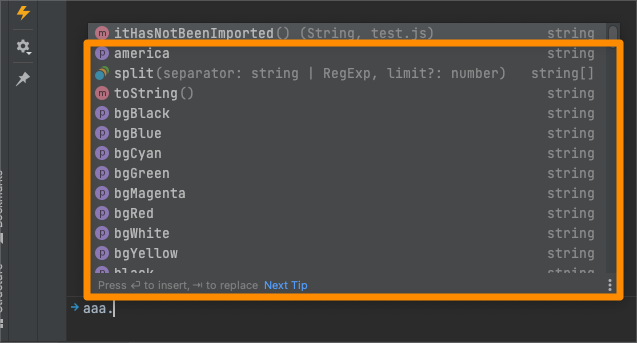 m itHasNotBeenImported() (String, test.js) string
p america string
split(separator: string | RegExp, limit?: number) string[]
m toString() string
p bgBlack string
p bgBlue string
p bgCyan string
p bgGreen string
p bgMagenta string
p bgRed string
p bgWhite string
p bgYellow string
black string
Press ⏎ to insert, ⇥ to replace Next Tip
aaa.